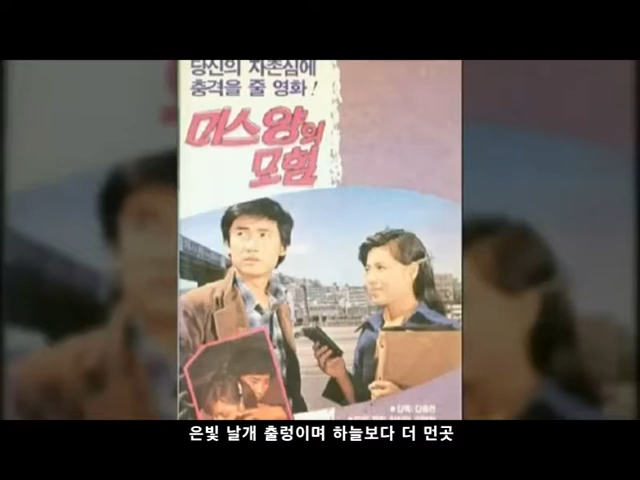 당신의 자존심에
충격을 줄 영화!
미스양의
모험
은빛 날개 출렁이며 하늘보다 더 먼곳